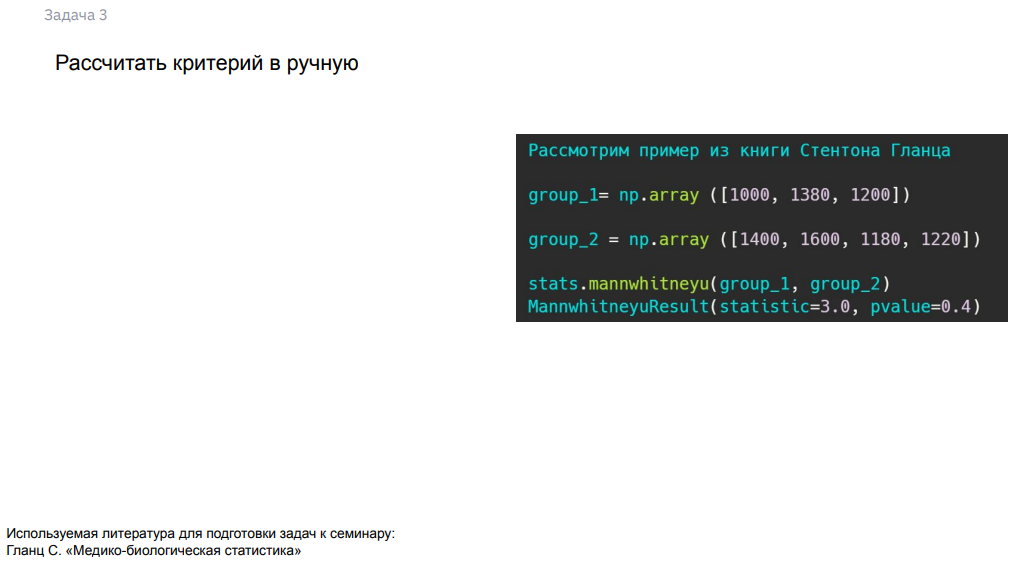 Задача 3
Рассчитать критерий в ручную
Рассмотрим пример из книги Стентона Гланца
group_1= np.array ([1000, 1380, 1200])
group_2 = np.array ([1400, 1600, 1180, 1220])
stats.mannwhitneyu(group_1, group_2)
MannwhitneyuResult(statistic=3.0, pvalue=0.4)
Используемая литература для подготовки задач к семинару:
Гланц С. «Медико-биологическая статистика»